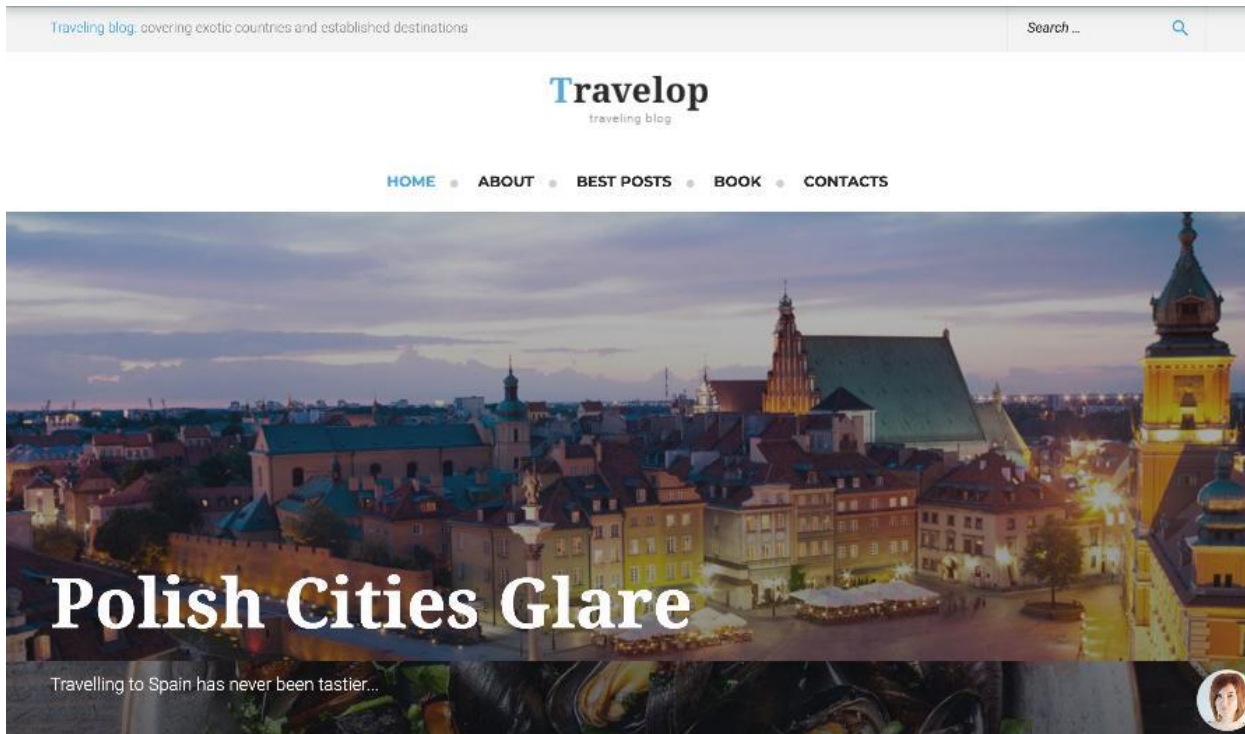 Traveling blog: covering exotic countries and established destinations
Search ...
Travelop
traveling blog
HOME ABOUT BEST POSTS BOOK CONTACTS
Polish Cities Glare
Travelling to Spain has never been tastier...